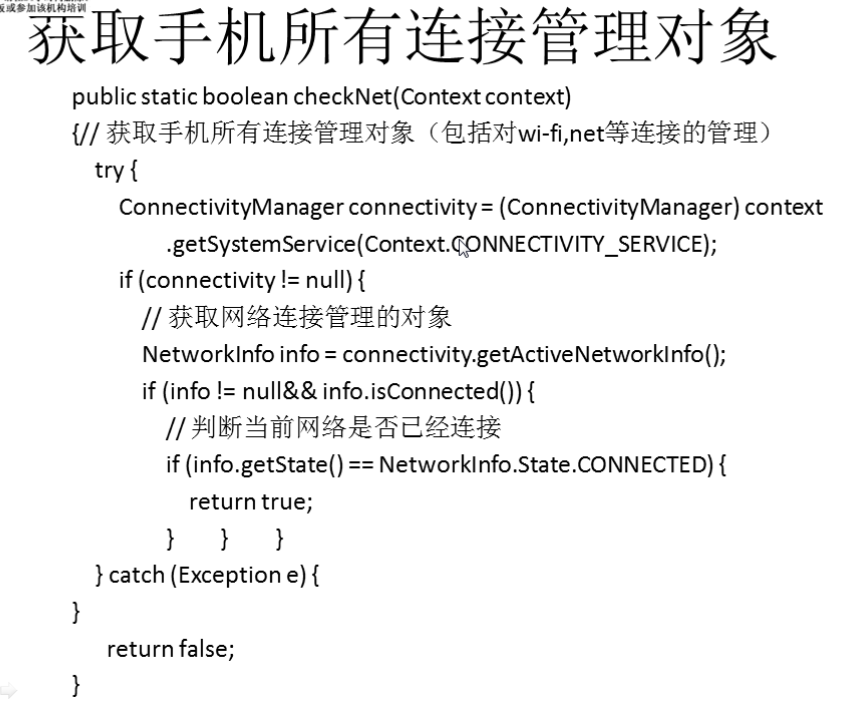 版或参加该机构培训
获取手机所有连接管理对象
public static boolean checkNet(Context context)
{// 获取手机所有连接管理对象（包括对wi-fi,net等连接的管理）
try {
ConnectivityManager connectivity = (ConnectivityManager) context
.getSystemService(Context.CONNECTIVITY_SERVICE);
if (connectivity != null) {
// 获取网络连接管理的对象
NetworkInfo info = connectivity.getActiveNetworkInfo();
if (info != null&& info.isConnected()) {
// 判断当前网络是否已经连接
if (info.getState() == NetworkInfo.State.CONNECTED) {
return true;
} } }
} catch (Exception e) {
}
return false;
}